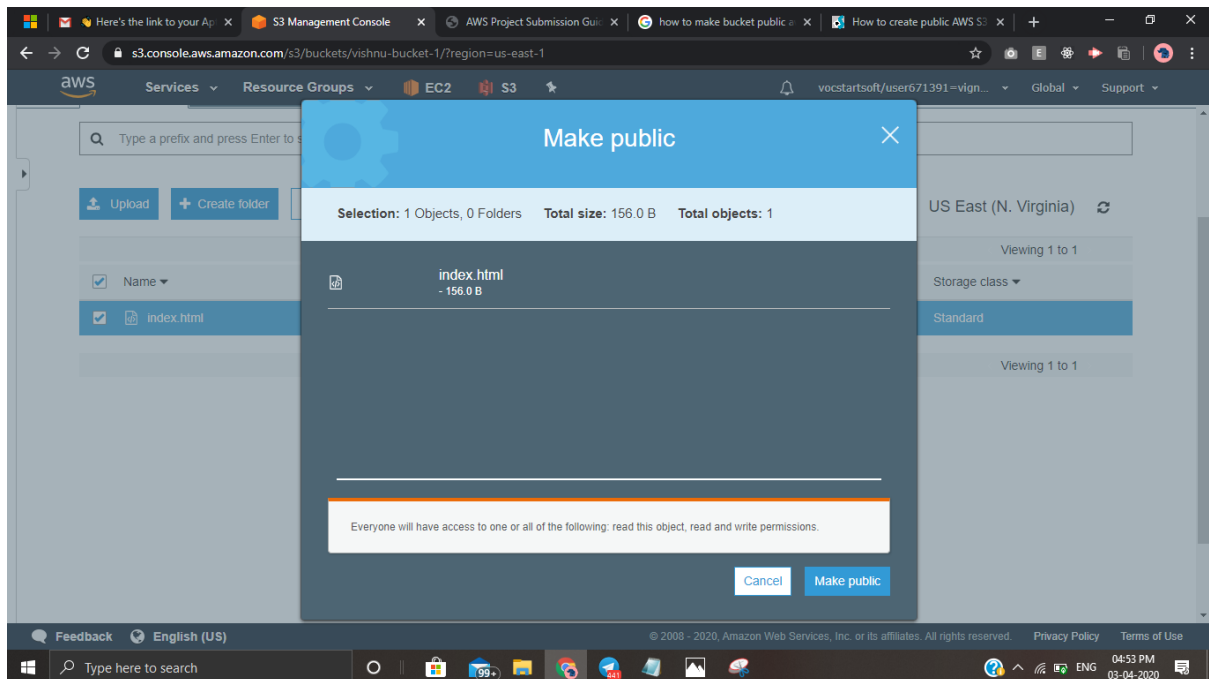 Here's the link to your Ap
S3 Management Console
AWS Project Submission Guid
how to make bucket public a
How to create public AWS S3
s3.console.aws.amazon.com/s3/buckets/vishnu-bucket-1/?region=us-east-1
E
aws
Services
Resource Groups
EC2
S3
vocstartsoft/user671391=vign...
Global
Support
Type a prefix and press Enter to s
Make public
Upload
Create folder
US East (N. Virginia)
Selection: 1 Objects, 0 Folders Total size: 156.0 B Total objects: 1
Viewing 1 to 1
Name
Storage class
index.html
- 156.0 B
index.html
Standard
Viewing 1 to 1
Everyone will have access to one or all of the following: read this object, read and write permissions.
Cancel
Make public
Feedback
English (US)
© 2008 - 2020, Amazon Web Services, Inc. or its affiliates. All rights reserved.
Privacy Policy
Terms of Use
Type here to search
99+
441
ENG
04:53 PM
03-04-2020